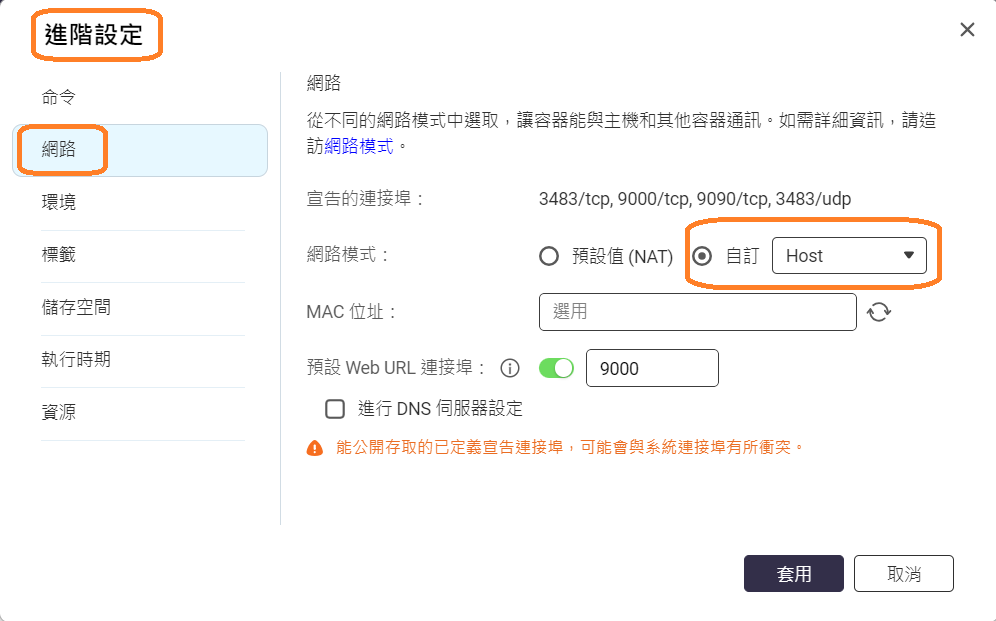 進階設定
命令
網路
環境
標籤
儲存空間
執行時期
資源
網路
從不同的網路模式中選取，讓容器能與主機和其他容器通訊。如需詳細資訊，請造
訪網路模式。
宣告的連接埠： 3483/tcp, 9000/tcp, 9090/tcp, 3483/udp
網路模式： 預設值 (NAT) 自訂 Host
MAC 位址： 選用
預設 Web URL 連接埠： 9000
進行 DNS 伺服器設定
能公開存取的已定義宣告連接埠，可能會與系統連接埠有所衝突。
套用 取消